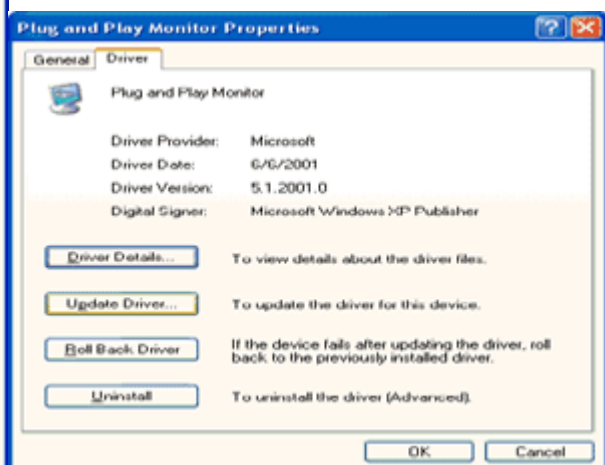 Plug and Play Monitor Properties
General Driver
Plug and Play Monitor
Driver Provider: Microsoft
Driver Date: 6/6/2001
Driver Version: 5.1.2001.0
Digital Signer: Microsoft Windows XP Publisher
Driver Details... To view details about the driver files.
Update Driver... To update the driver for this device.
Roll Back Driver If the device fails after updating the driver, roll
back to the previously installed driver.
Uninstall To uninstall the driver (Advanced).
OK Cancel